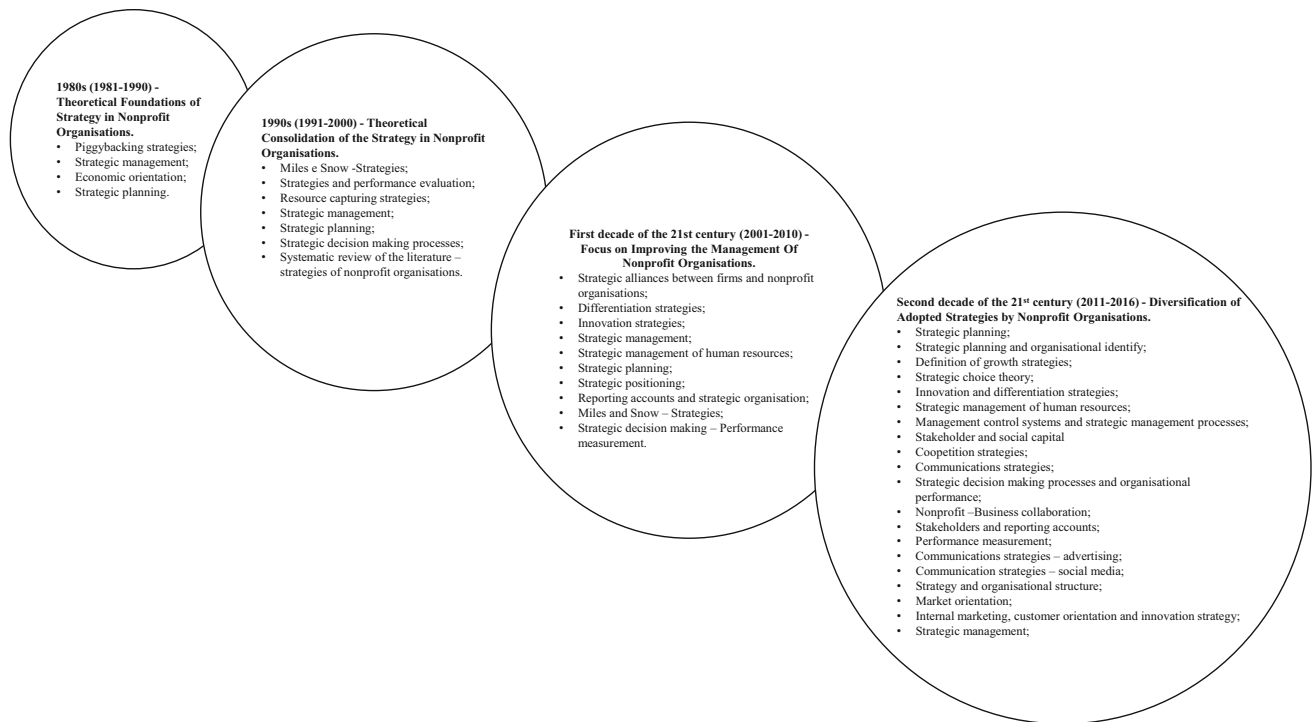 1980s (1981-1990) -
Theoretical Foundations of
Strategy in Nonprofit
Organisations.
• Piggybacking strategies;
• Strategic management;
• Economic orientation;
• Strategic planning.
1990s (1991-2000) - Theoretical
Consolidation of the Strategy in Nonprofit
Organisations.
• Miles e Snow -Strategies;
• Strategies and performance evaluation;
• Resource capturing strategies;
• Strategic management;
• Strategic planning;
• Strategic decision making processes;
• Systematic review of the literature –
strategies of nonprofit organisations.
First decade of the 21st century (2001-2010) -
Focus on Improving the Management Of
Nonprofit Organisations.
• Strategic alliances between firms and nonprofit
organisations;
• Differentiation strategies;
• Innovation strategies;
• Strategic management;
• Strategic management of human resources;
• Strategic planning;
• Strategic positioning;
• Reporting accounts and strategic organisation;
• Miles and Snow – Strategies;
• Strategic decision making – Performance
measurement.
Second decade of the 21st century (2011-2016) - Diversification of
Adopted Strategies by Nonprofit Organisations.
• Strategic planning;
• Strategic planning and organisational identify;
• Definition of growth strategies;
• Strategic choice theory;
• Innovation and differentiation strategies;
• Strategic management of human resources;
• Management control systems and strategic management processes;
• Stakeholder and social capital
• Coopetition strategies;
• Communications strategies;
• Strategic decision making processes and organisational
performance;
• Nonprofit –Business collaboration;
• Stakeholders and reporting accounts;
• Performance measurement;
• Communications strategies – advertising;
• Communication strategies – social media;
• Strategy and organisational structure;
• Market orientation;
• Internal marketing, customer orientation and innovation strategy;
• Strategic management;